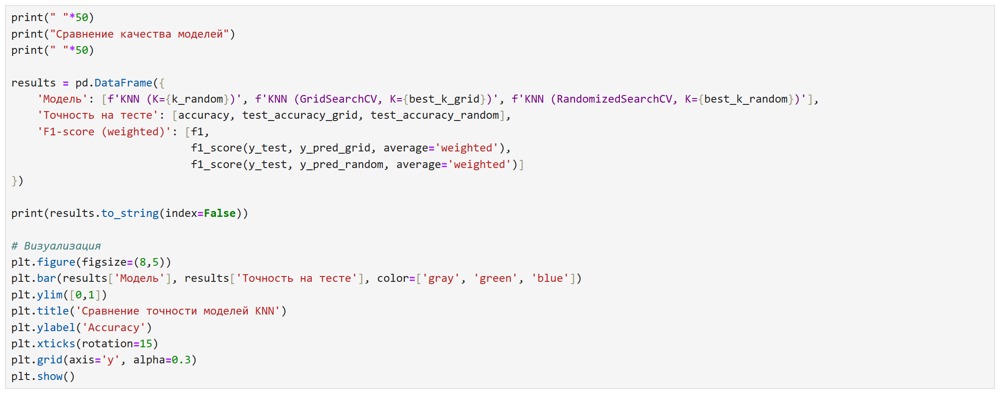 print(" "*50)
print("Сравнение качества моделей")
print(" "*50)

results = pd.DataFrame({
    'Модель': [f'KNN (K={k_random})', f'KNN (GridSearchCV, K={best_k_grid})', f'KNN (RandomizedSearchCV, K={best_k_random})'],
    'Точность на тесте': [accuracy, test_accuracy_grid, test_accuracy_random],
    'F1-score (weighted)': [f1,
                            f1_score(y_test, y_pred_grid, average='weighted'),
                            f1_score(y_test, y_pred_random, average='weighted')]
})

print(results.to_string(index=False))

# Визуализация
plt.figure(figsize=(8,5))
plt.bar(results['Модель'], results['Точность на тесте'], color=['gray', 'green', 'blue'])
plt.ylim([0,1])
plt.title('Сравнение точности моделей KNN')
plt.ylabel('Accuracy')
plt.xticks(rotation=15)
plt.grid(axis='y', alpha=0.3)
plt.show()